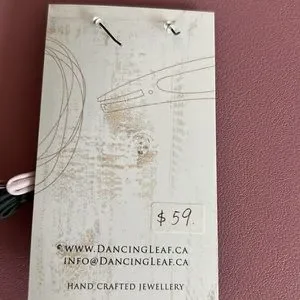 $59.
WWW.DANCINGLEAF.CA
INFO@DANCINGLEAF.CA
HAND CRAFTED JEWELLERY